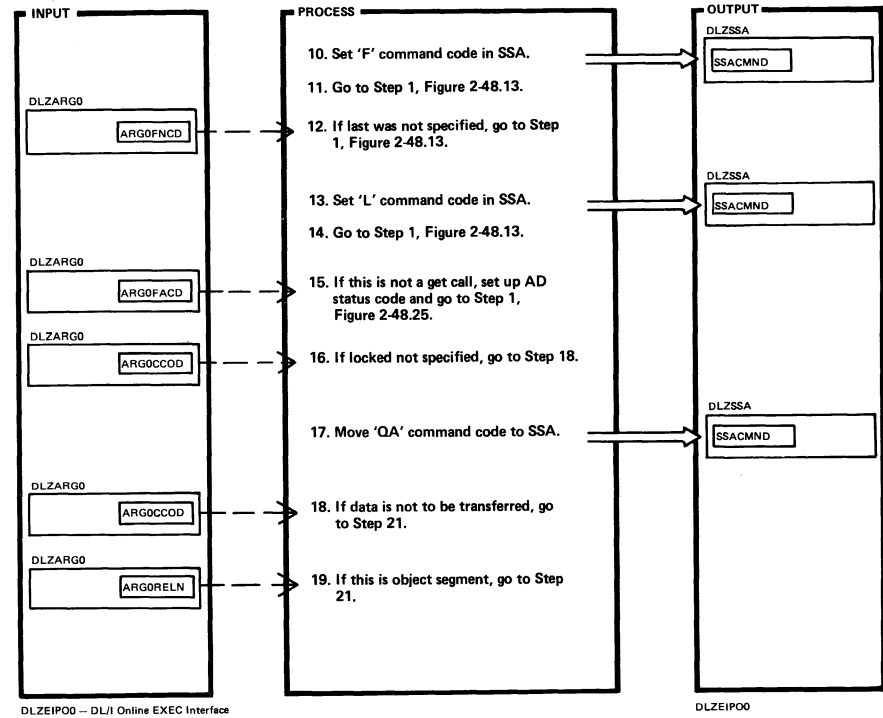 INPUT
PROCESS
OUTPUT
DLZSSA
SSACMND
10. Set 'F' command code in SSA.
11. Go to Step 1, Figure 2-48.13.
DLZARG0
ARG0FNCD
12. If last was not specified, go to Step
1, Figure 2-48.13.
DLZSSA
SSACMND
13. Set 'L' command code in SSA.
14. Go to Step 1, Figure 2-48.13.
DLZARG0
ARG0FACD
15. If this is not a get call, set up AD
status code and go to Step 1,
Figure 2-48.25.
DLZARG0
ARG0CCOD
16. If locked not specified, go to Step 18.
DLZSSA
SSACMND
17. Move 'QA' command code to SSA.
DLZARG0
ARG0CCOD
18. If data is not to be transferred, go
to Step 21.
DLZARG0
ARG0RELN
19. If this is object segment, go to Step
21.
DLZEIPO0 — DL/I Online EXEC Interface
DLZEIPO0